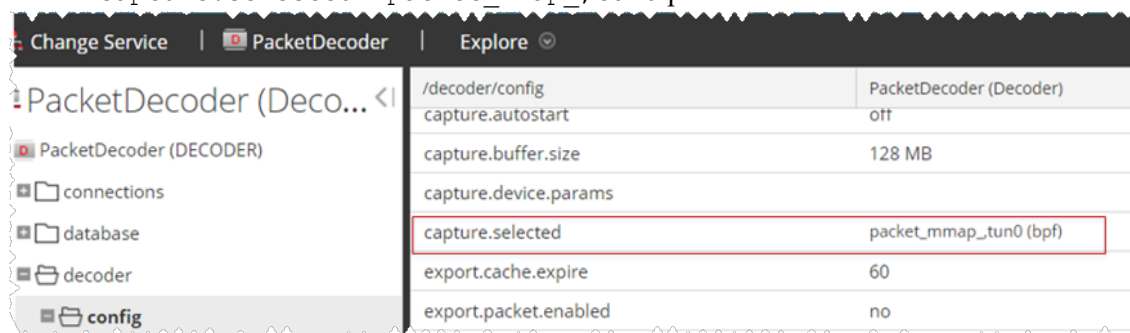 Change Service | PacketDecoder | Explore
PacketDecoder (Deco...
PacketDecoder (DECODER)
connections
database
decoder
config
/decoder/config PacketDecoder (Decoder)
capture.autostart off
capture.buffer.size 128 MB
capture.device.params
capture.selected packet_mmap_,tun0 (bpf)
export.cache.expire 60
export.packet.enabled no